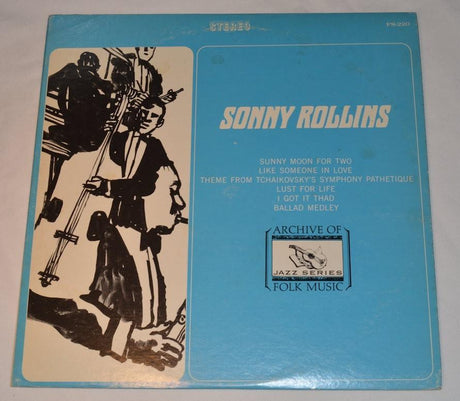 STEREO
FS-220
SONNY ROLLINS
SUNNY MOON FOR TWO
LIKE SOMEONE IN LOVE
THEME FROM TCHAIKOVSKY'S SYMPHONY PATHETIQUE
LUST FOR LIFE
I GOT IT THAD
BALLAD MEDLEY
ARCHIVE OF
JAZZ SERIES
FOLK MUSIC